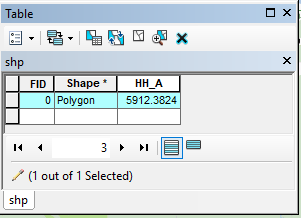 Table
shp
FID Shape * HH_A
0 Polygon 5912.3824
3
(1 out of 1 Selected)
shp